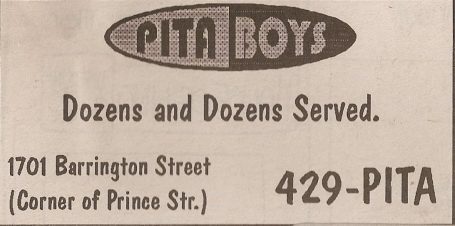 PITA BOYS
Dozens and Dozens Served.
1701 Barrington Street
(Corner of Prince Str.)
429-PITA